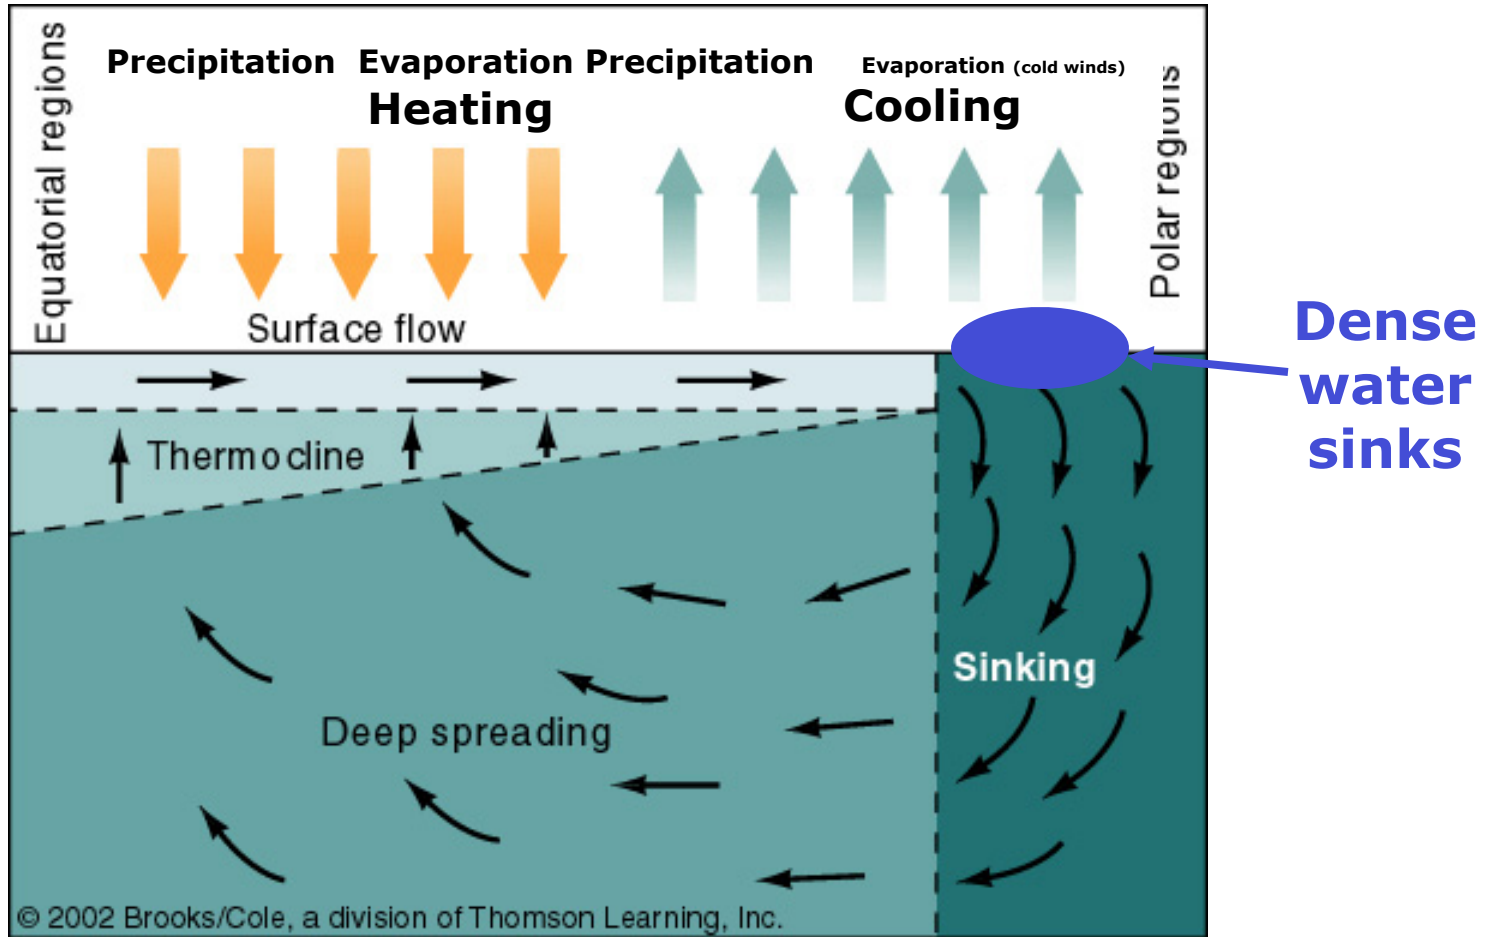 Equatorial regions
Precipitation Evaporation Precipitation Evaporation (cold winds)
Heating Cooling
Polar regions
Surface flow
Dense
water
sinks
Thermocline
Sinking
Deep spreading
© 2002 Brooks/Cole, a division of Thomson Learning, Inc.